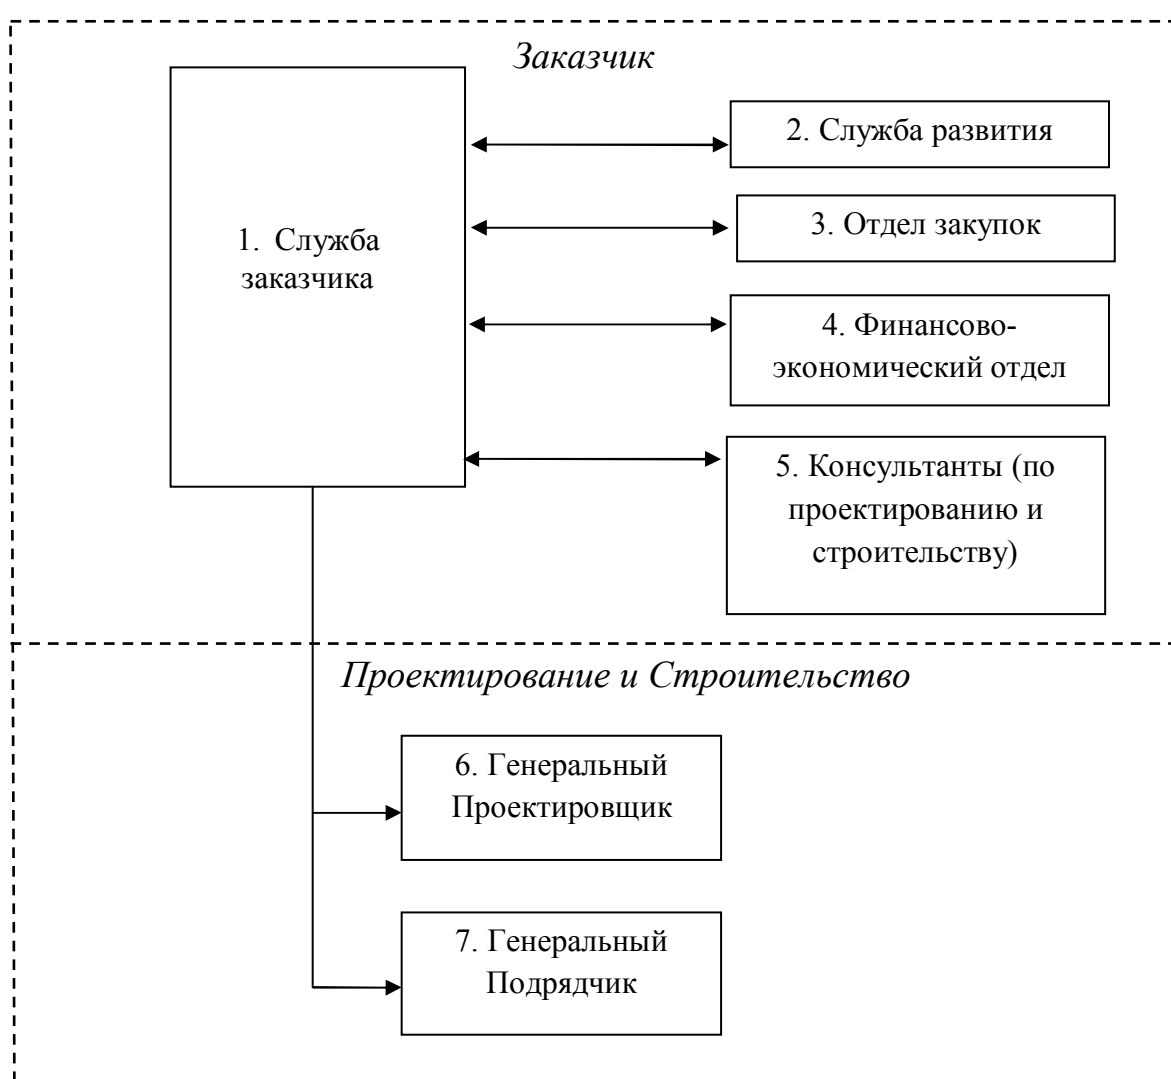 Заказчик
1. Служба
заказчика
2. Служба развития
3. Отдел закупок
4. Финансово-
экономический отдел
5. Консультанты (по
проектированию и
строительству)
Проектирование и Строительство
6. Генеральный
Проектировщик
7. Генеральный
Подрядчик